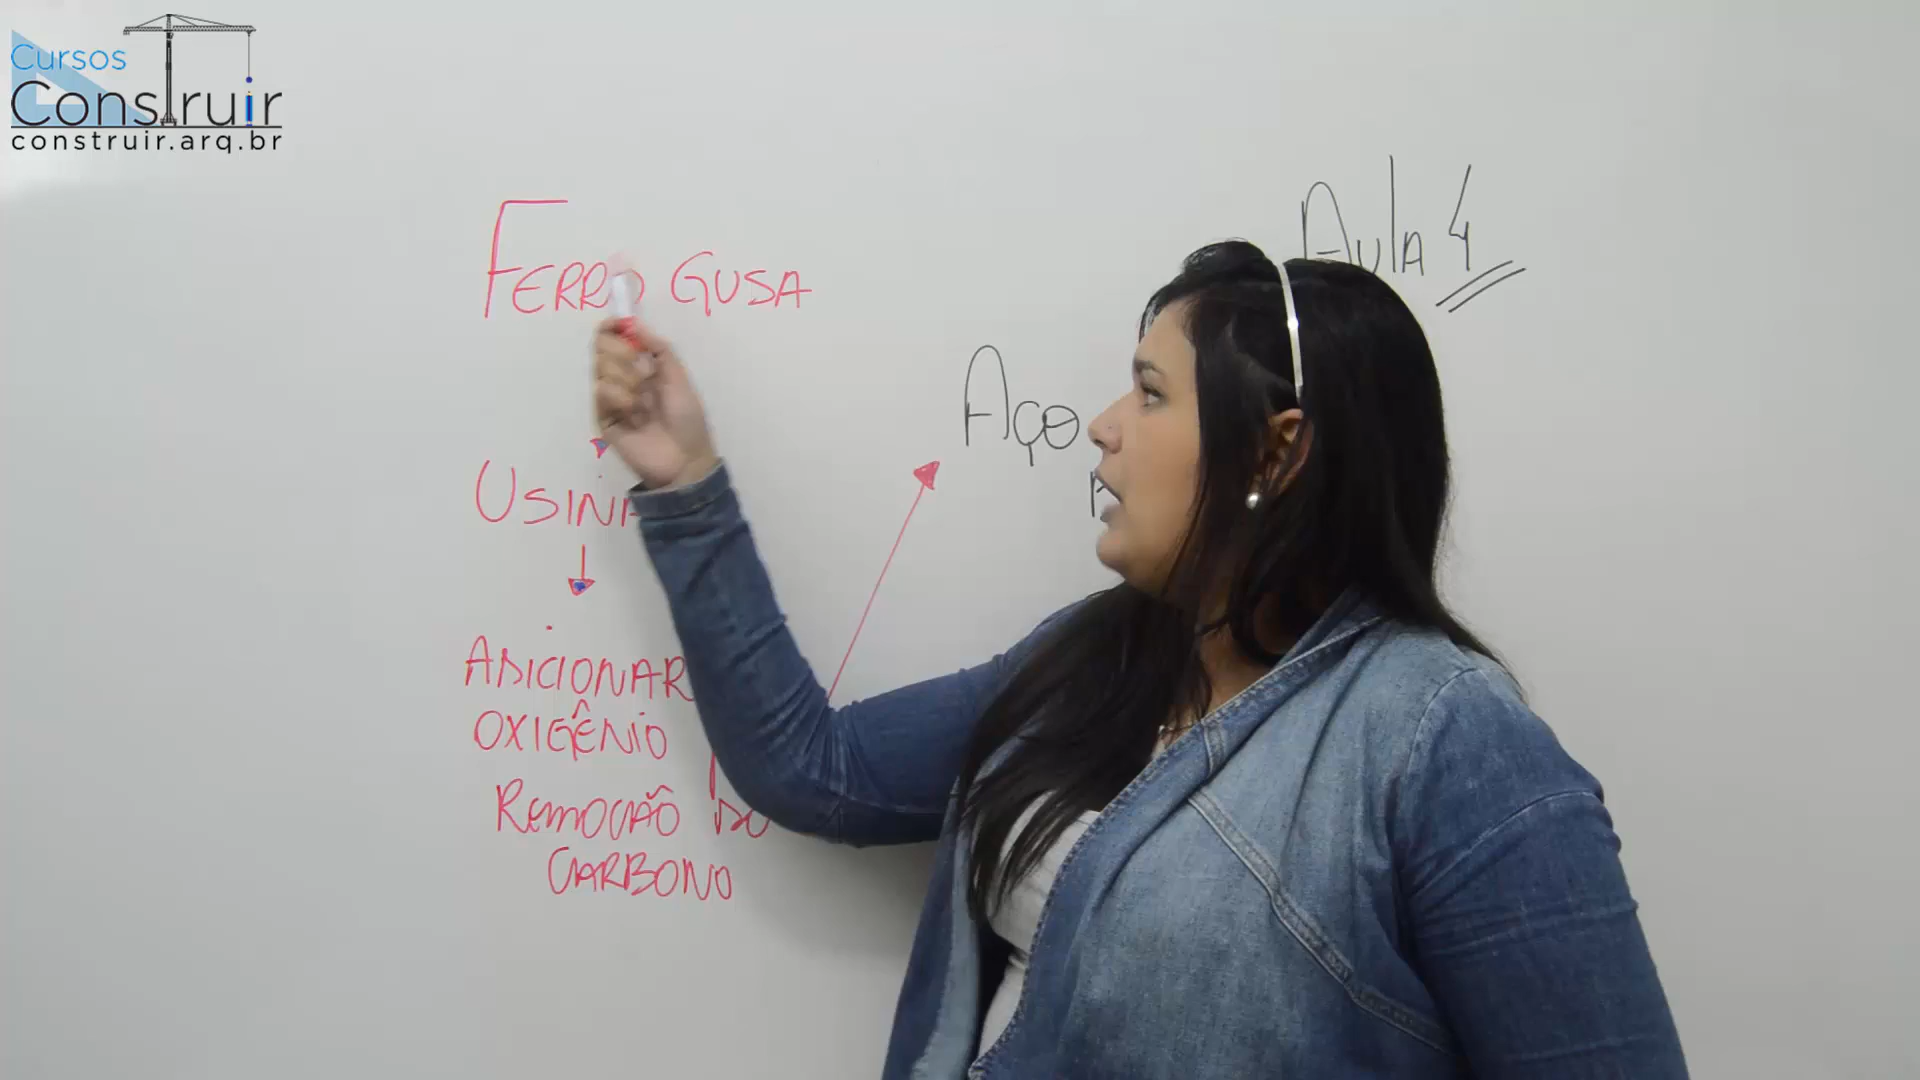 Cursos
Construir
construir.arq.br
Aula 4
FERRO GUSA
Aço
USINA
ADICIONAR
OXIGÊNIO
REMOÇÃO DO
CARBONO